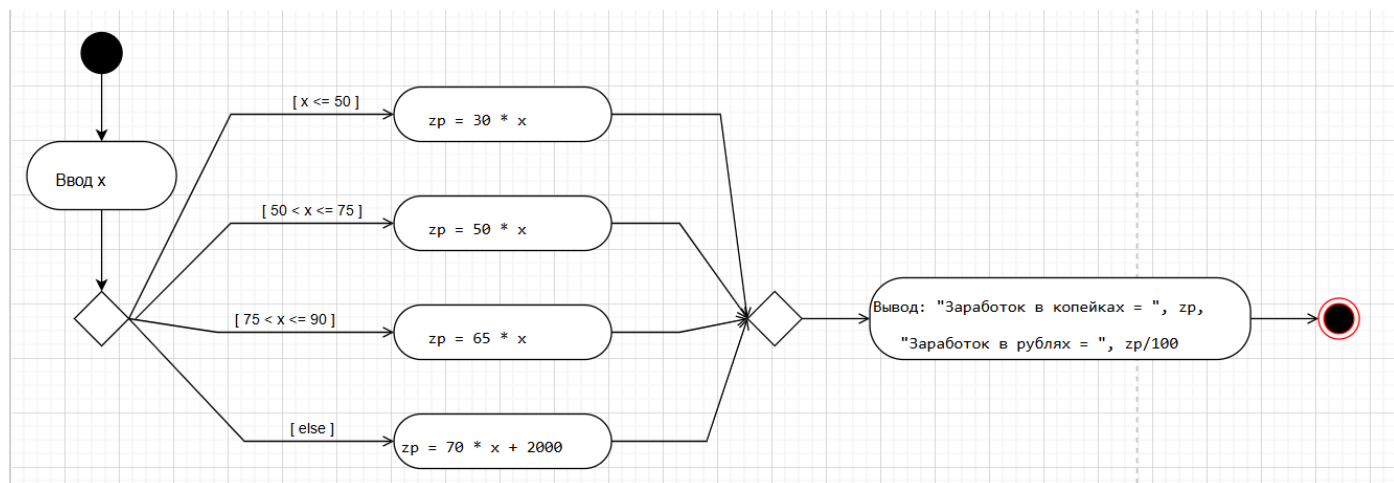 Ввод x
[ x <= 50 ]
zp = 30 * x
[ 50 < x <= 75 ]
zp = 50 * x
[ 75 < x <= 90 ]
zp = 65 * x
[ else ]
zp = 70 * x + 2000
Вывод: "Заработок в копейках = ", zp,
"Заработок в рублях = ", zp/100